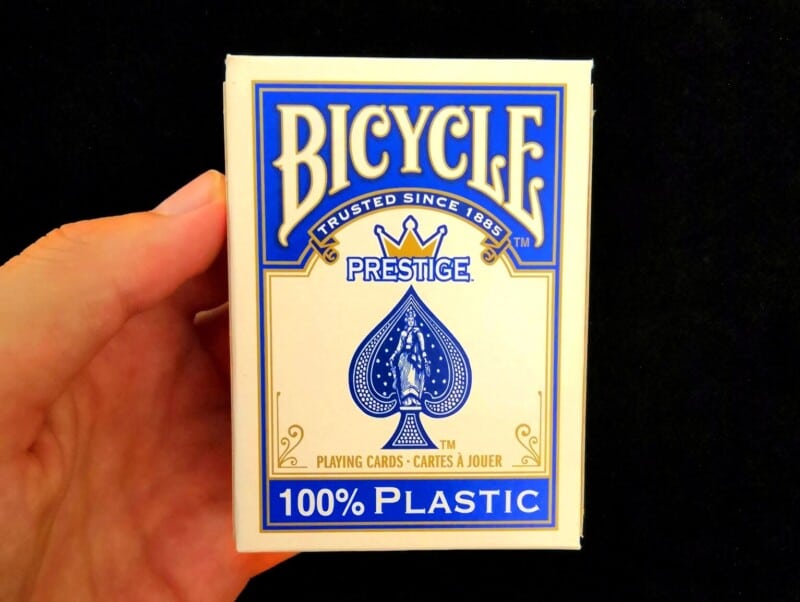 BICYCLE
TRUSTED SINCE 1885
TM
PRESTIGE
TM
PLAYING CARDS · CARTES À JOUER
100% PLASTIC